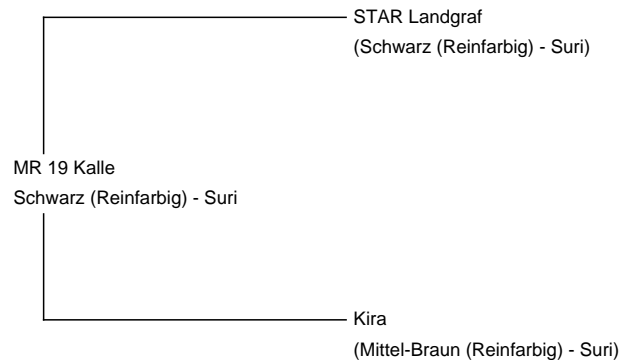 STAR Landgraf
(Schwarz (Reinfarbig) - Suri)
MR 19 Kalle
Schwarz (Reinfarbig) - Suri
Kira
(Mittel-Braun (Reinfarbig) - Suri)